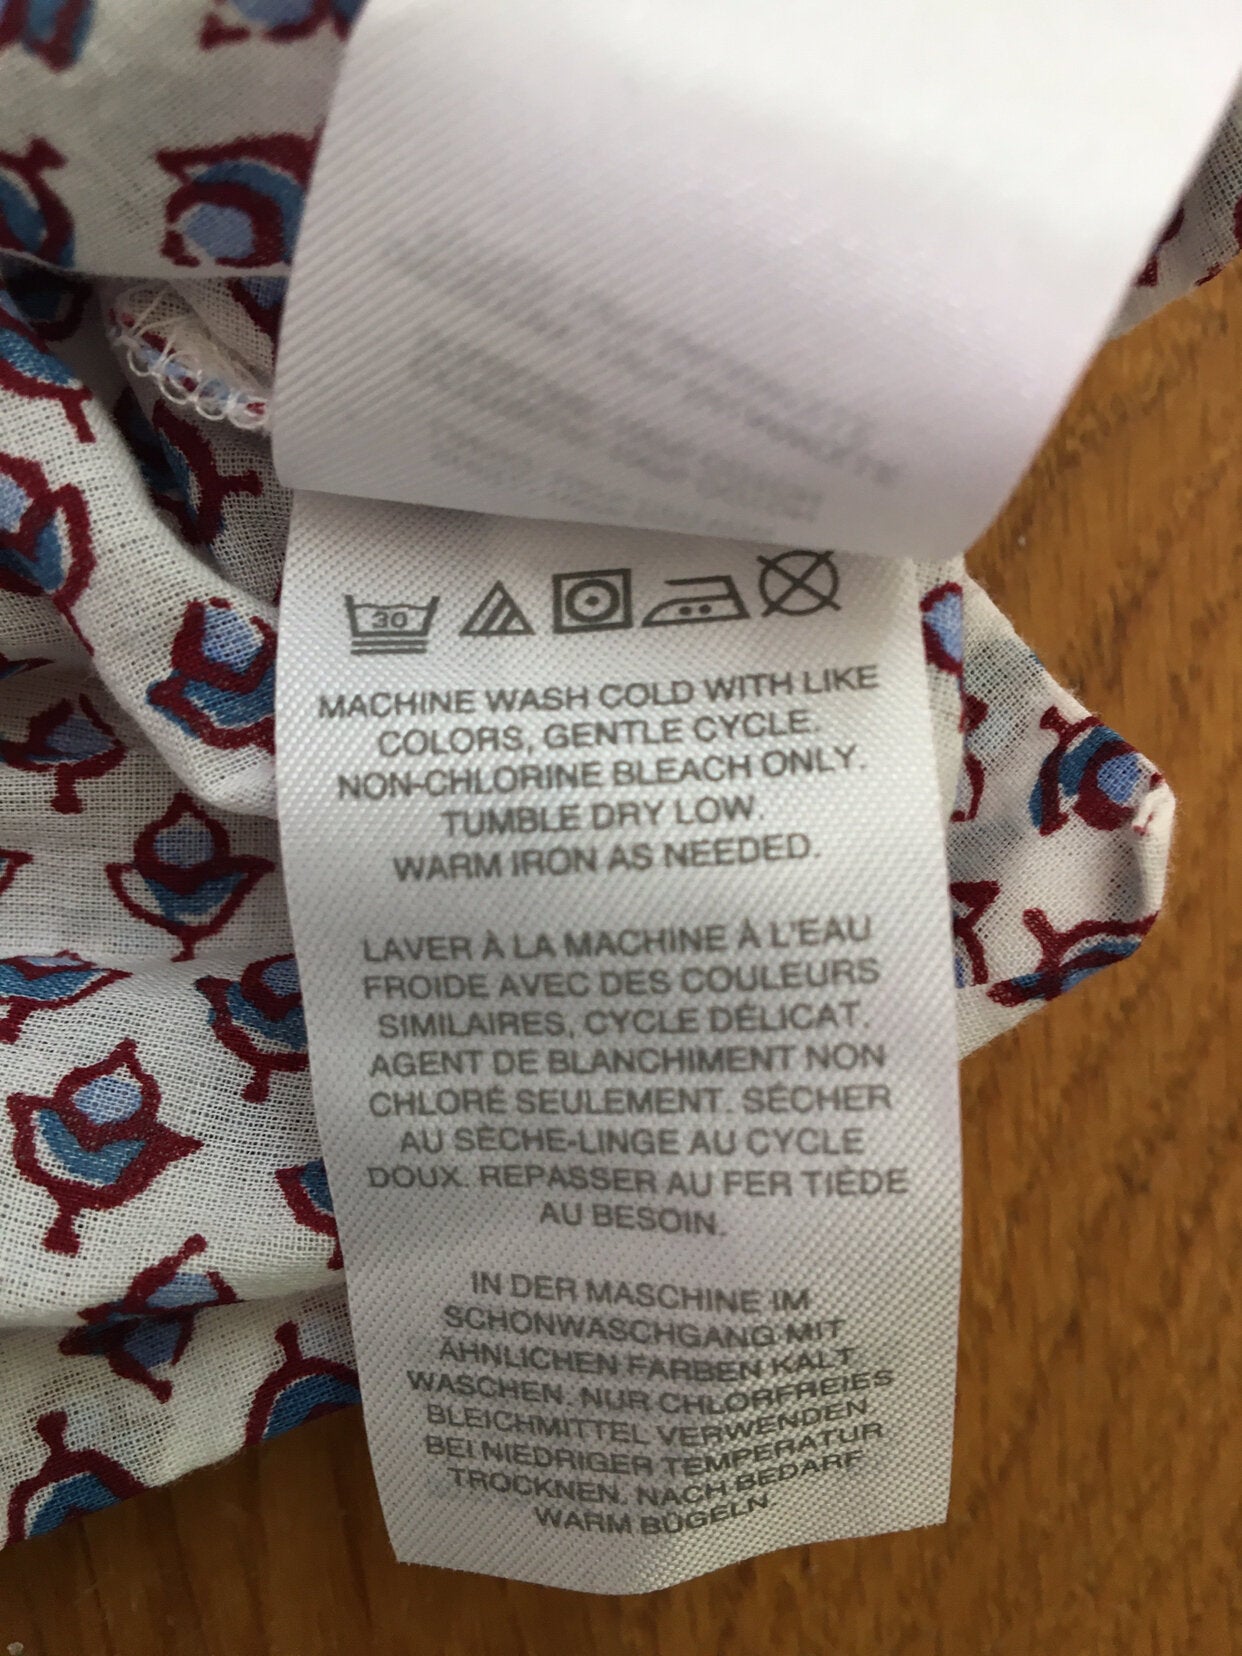 30
MACHINE WASH COLD WITH LIKE
COLORS, GENTLE CYCLE.
NON-CHLORINE BLEACH ONLY.
TUMBLE DRY LOW.
WARM IRON AS NEEDED.
LAVER À LA MACHINE À L'EAU
FROIDE AVEC DES COULEURS
SIMILAIRES, CYCLE DÉLICAT.
AGENT DE BLANCHIMENT NON
CHLORÉ SEULEMENT. SÉCHER
AU SÈCHE-LINGE AU CYCLE
DOUX. REPASSER AU FER TIÈDE
AU BESOIN.
IN DER MASCHINE IM
SCHONWASCHGANG MIT
ÄHNLICHEN FARBEN KALT
WASCHEN. NUR CHLORFREIES
BLEICHMITTEL VERWENDEN.
BEI NIEDRIGER TEMPERATUR
TROCKNEN. NACH BEDARF
WARM BÜGELN.